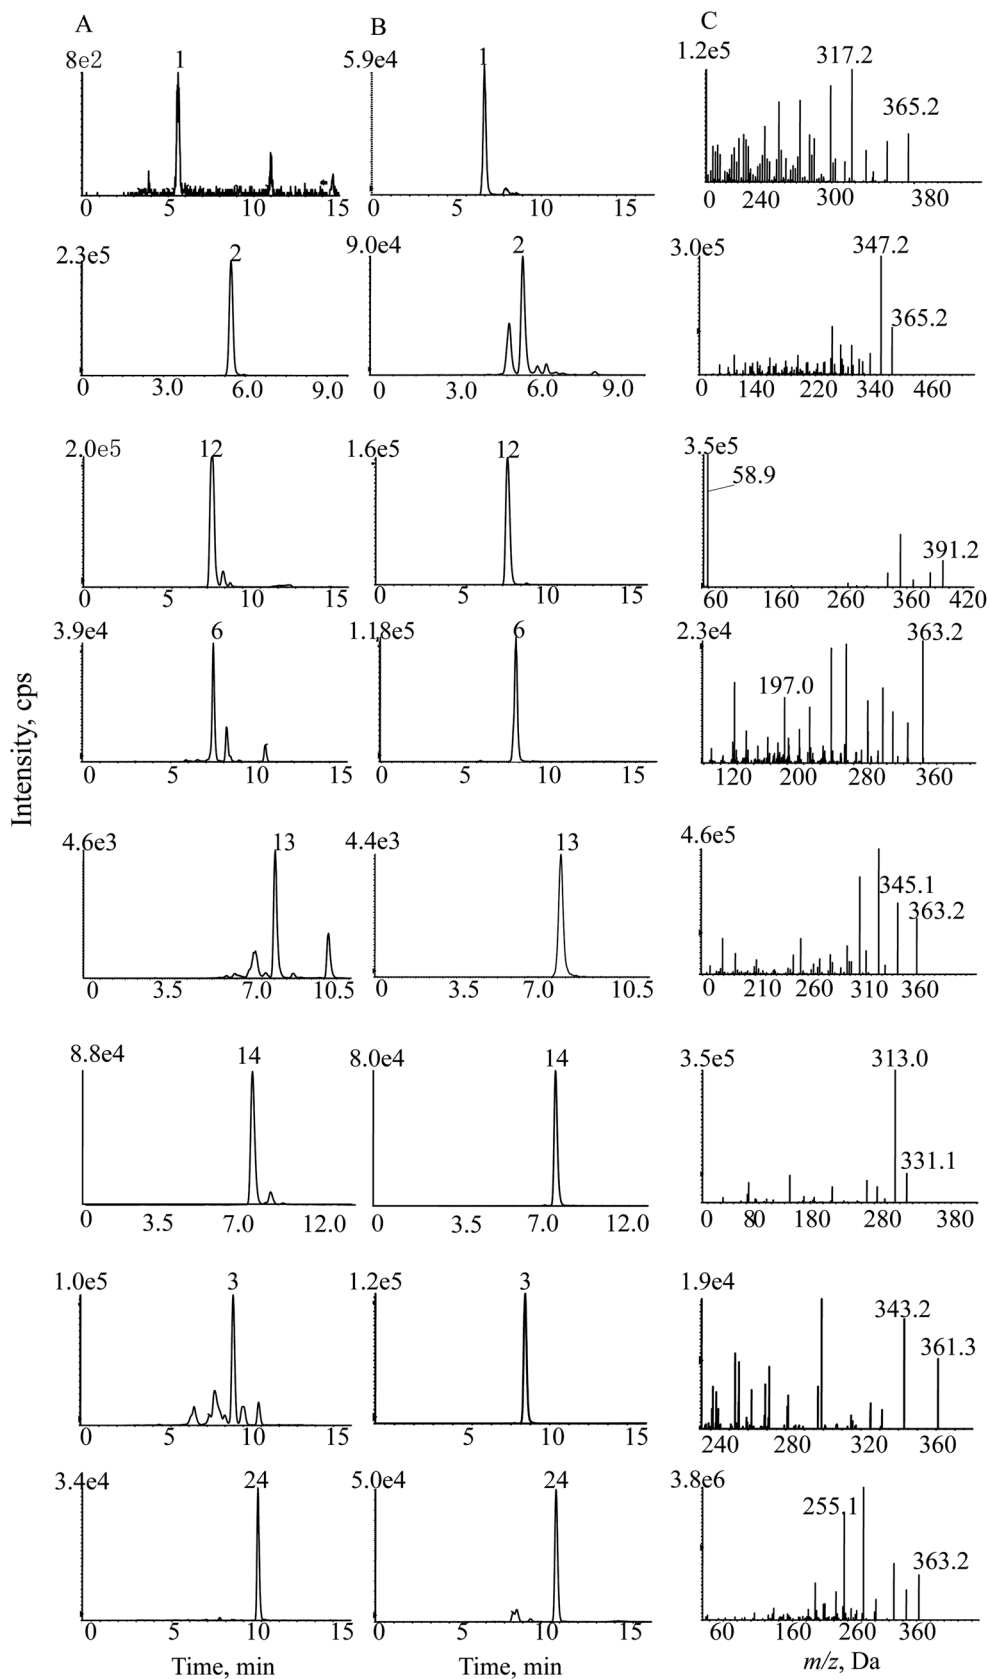 A B C
8e2 1 5.9e4 1 1.2e5 317.2
365.2
0 5 10 15 0 5 10 15 0 240 300 380
2.3e5 2 9.0e4 2 3.0e5 347.2
365.2
0 3.0 6.0 9.0 0 3.0 6.0 9.0 0 140 220 340 460
2.0e5 12 1.6e5 12 3.5e5
58.9
391.2
0 5 10 15 0 5 10 15 60 160 260 360 420
3.9e4 6 1.18e5 6 2.3e4 363.2
197.0
0 5 10 15 0 5 10 15 120 200 280 360
Intensity, cps
4.6e3 13 4.4e3 13 4.6e5
345.1
363.2
0 3.5 7.0 10.5 0 3.5 7.0 10.5 0 210 260 310 360
8.8e4 14 8.0e4 14 3.5e5 313.0
331.1
0 3.5 7.0 12.0 0 3.5 7.0 12.0 0 80 180 280 380
1.0e5 3 1.2e5 3 1.9e4
343.2
361.3
0 5 10 15 5 10 15 240 280 320 360
3.4e4 24 5.0e4 24 3.8e6
255.1
363.2
0 5 10 15 0 5 10 15 60 160 260 360
Time, min Time, min m/z, Da